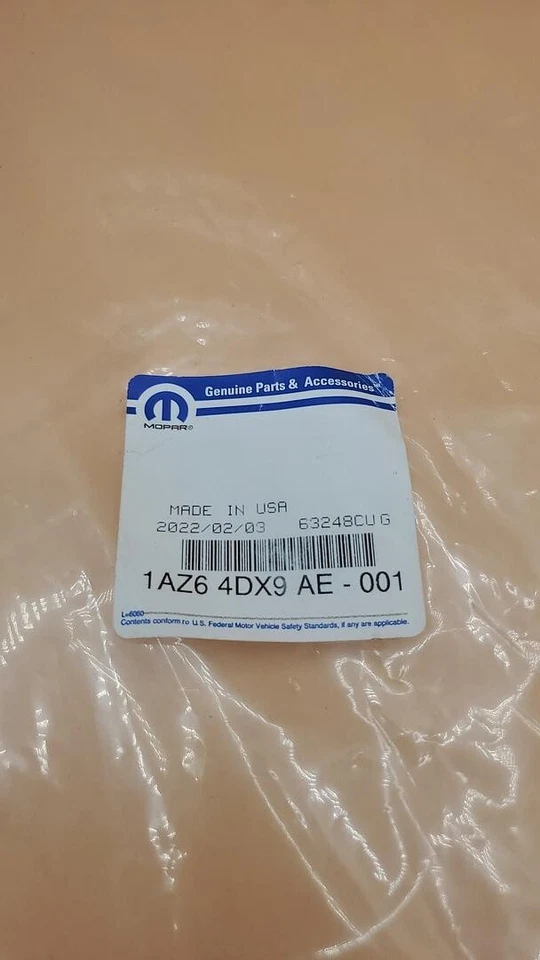 Genuine Parts & Accessories
MOPAR®
MADE IN USA
2022/02/03 63248CU G
1AZ6 4DX9 AE - 001
L-6060
Contents conform to U.S. Federal Motor Vehicle Safety Standards, if any are applicable.